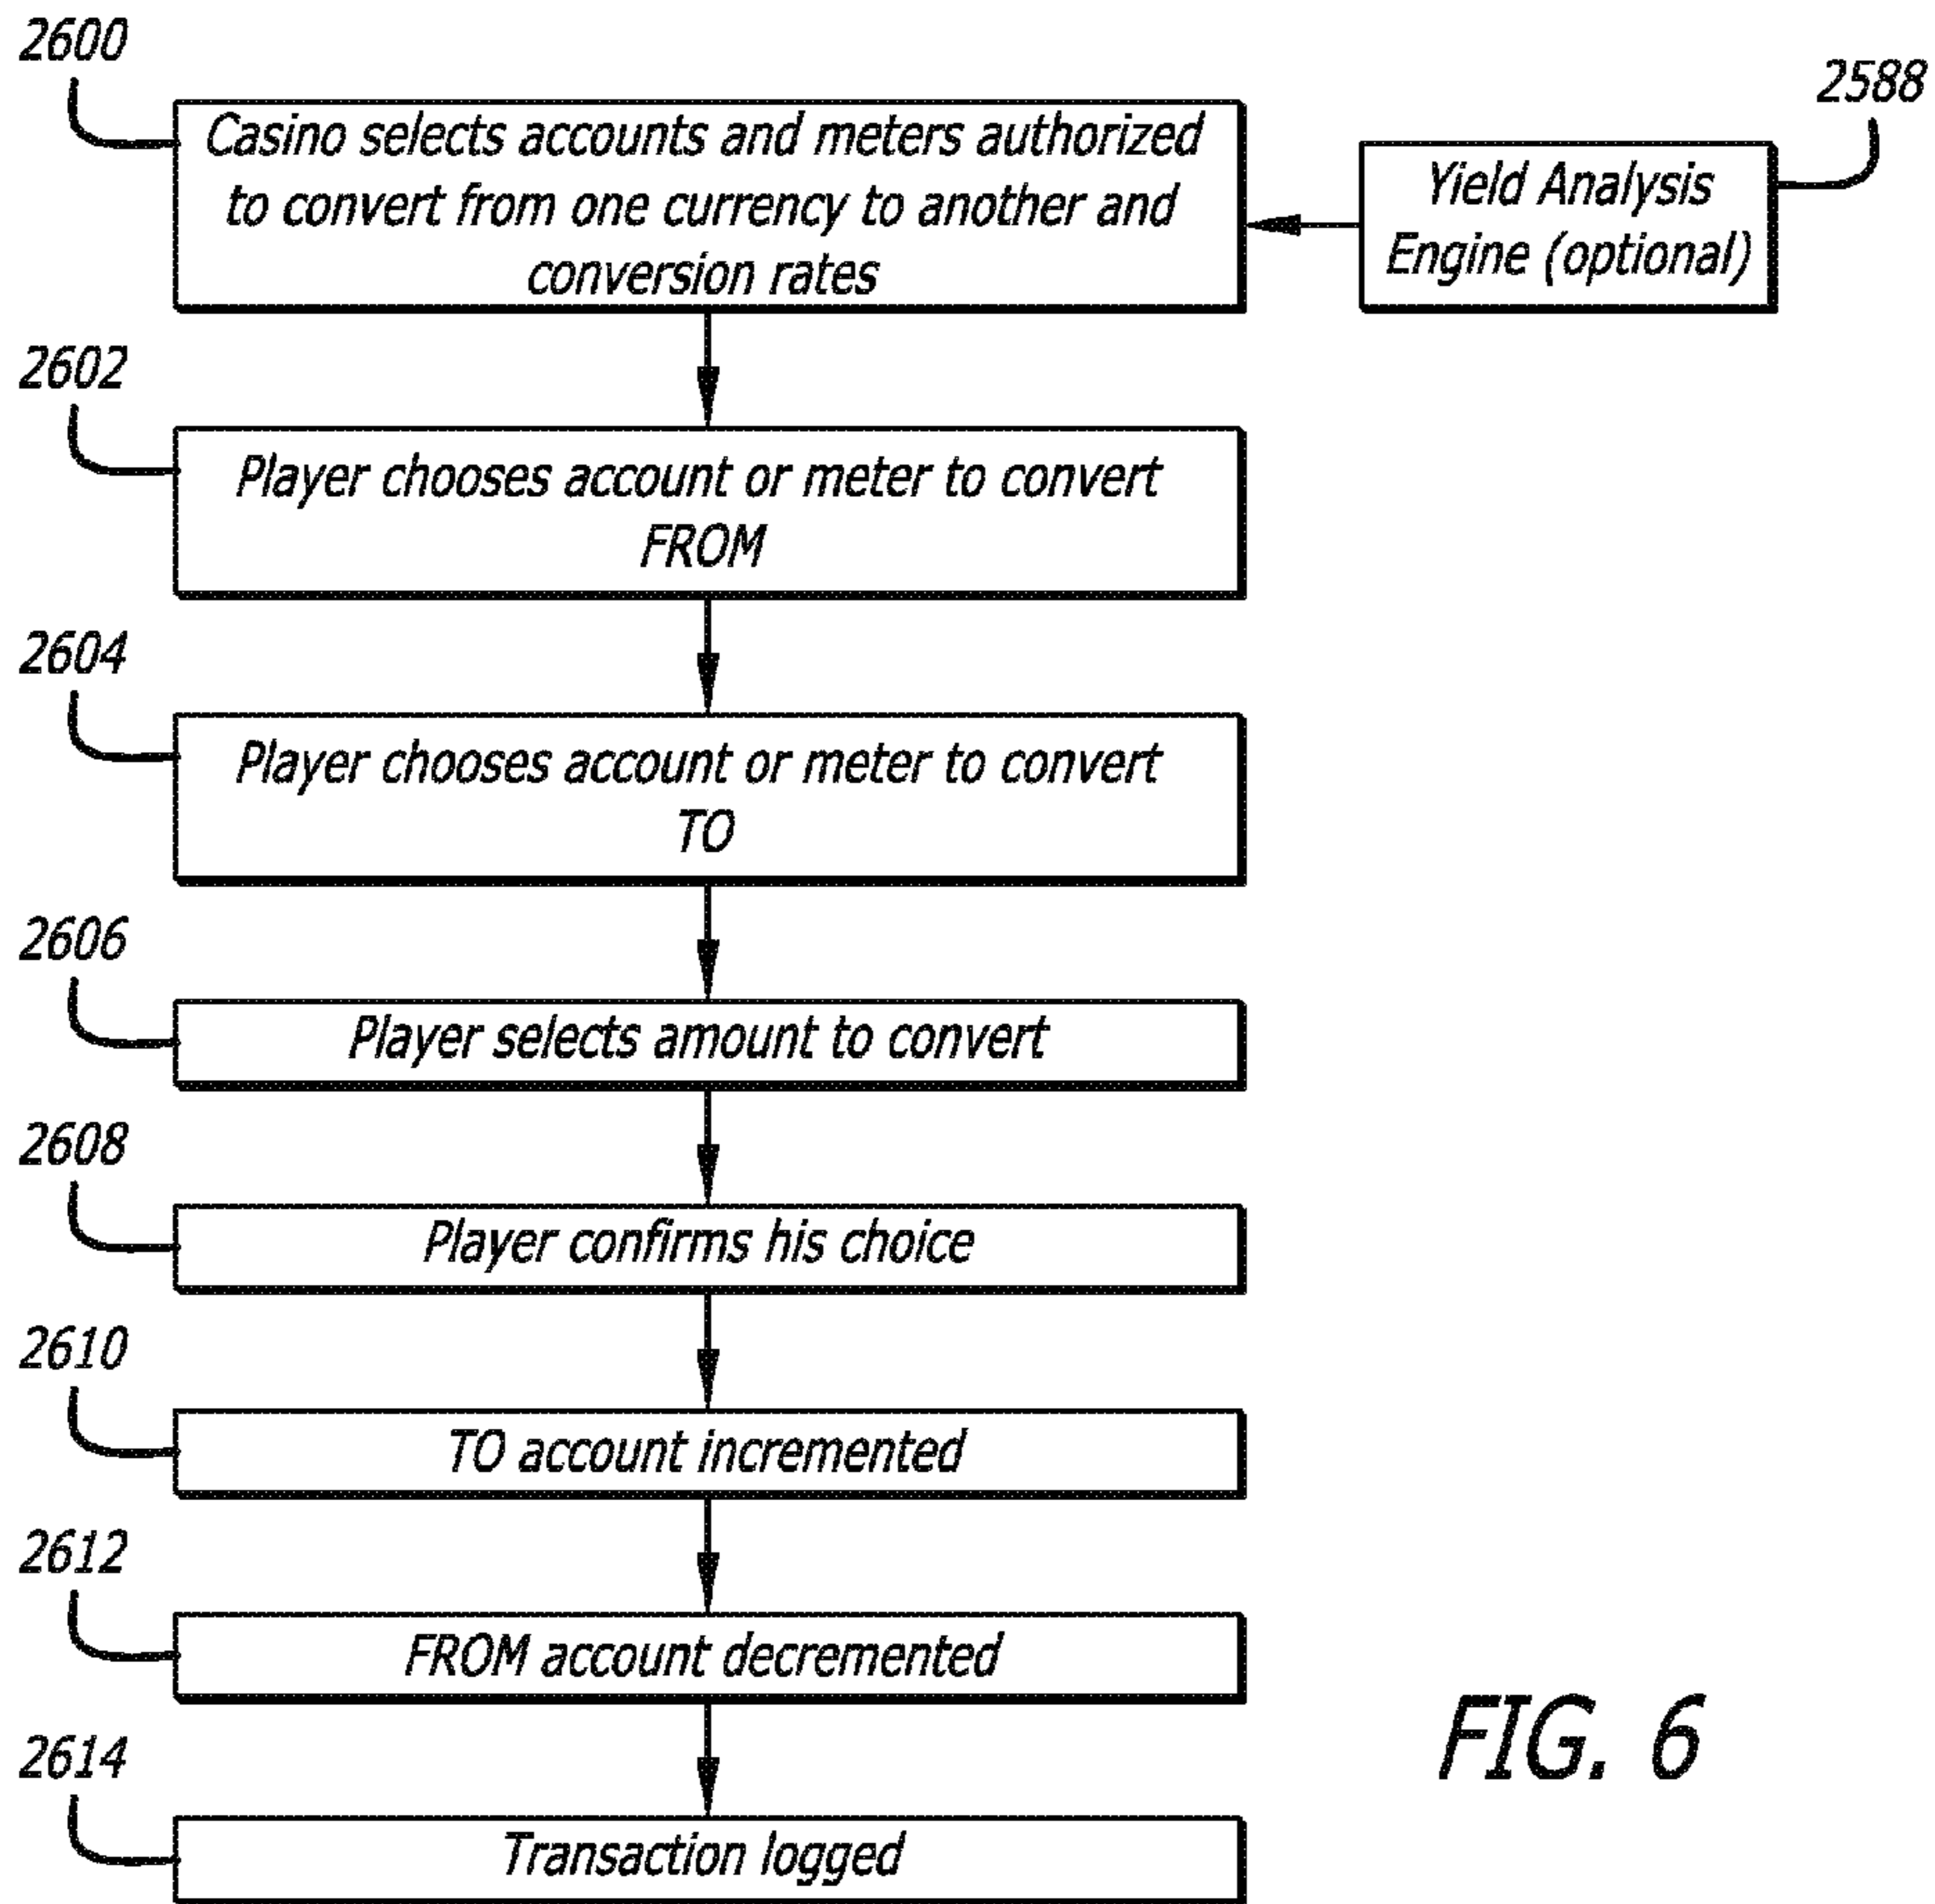 2600
Casino selects accounts and meters authorized
to convert from one currency to another and
conversion rates
2588
Yield Analysis
Engine (optional)
2602
Player chooses account or meter to convert
FROM
2604
Player chooses account or meter to convert
TO
2606
Player selects amount to convert
2608
Player confirms his choice
2610
TO account incremented
2612
FROM account decremented
2614
Transaction logged
FIG. 6